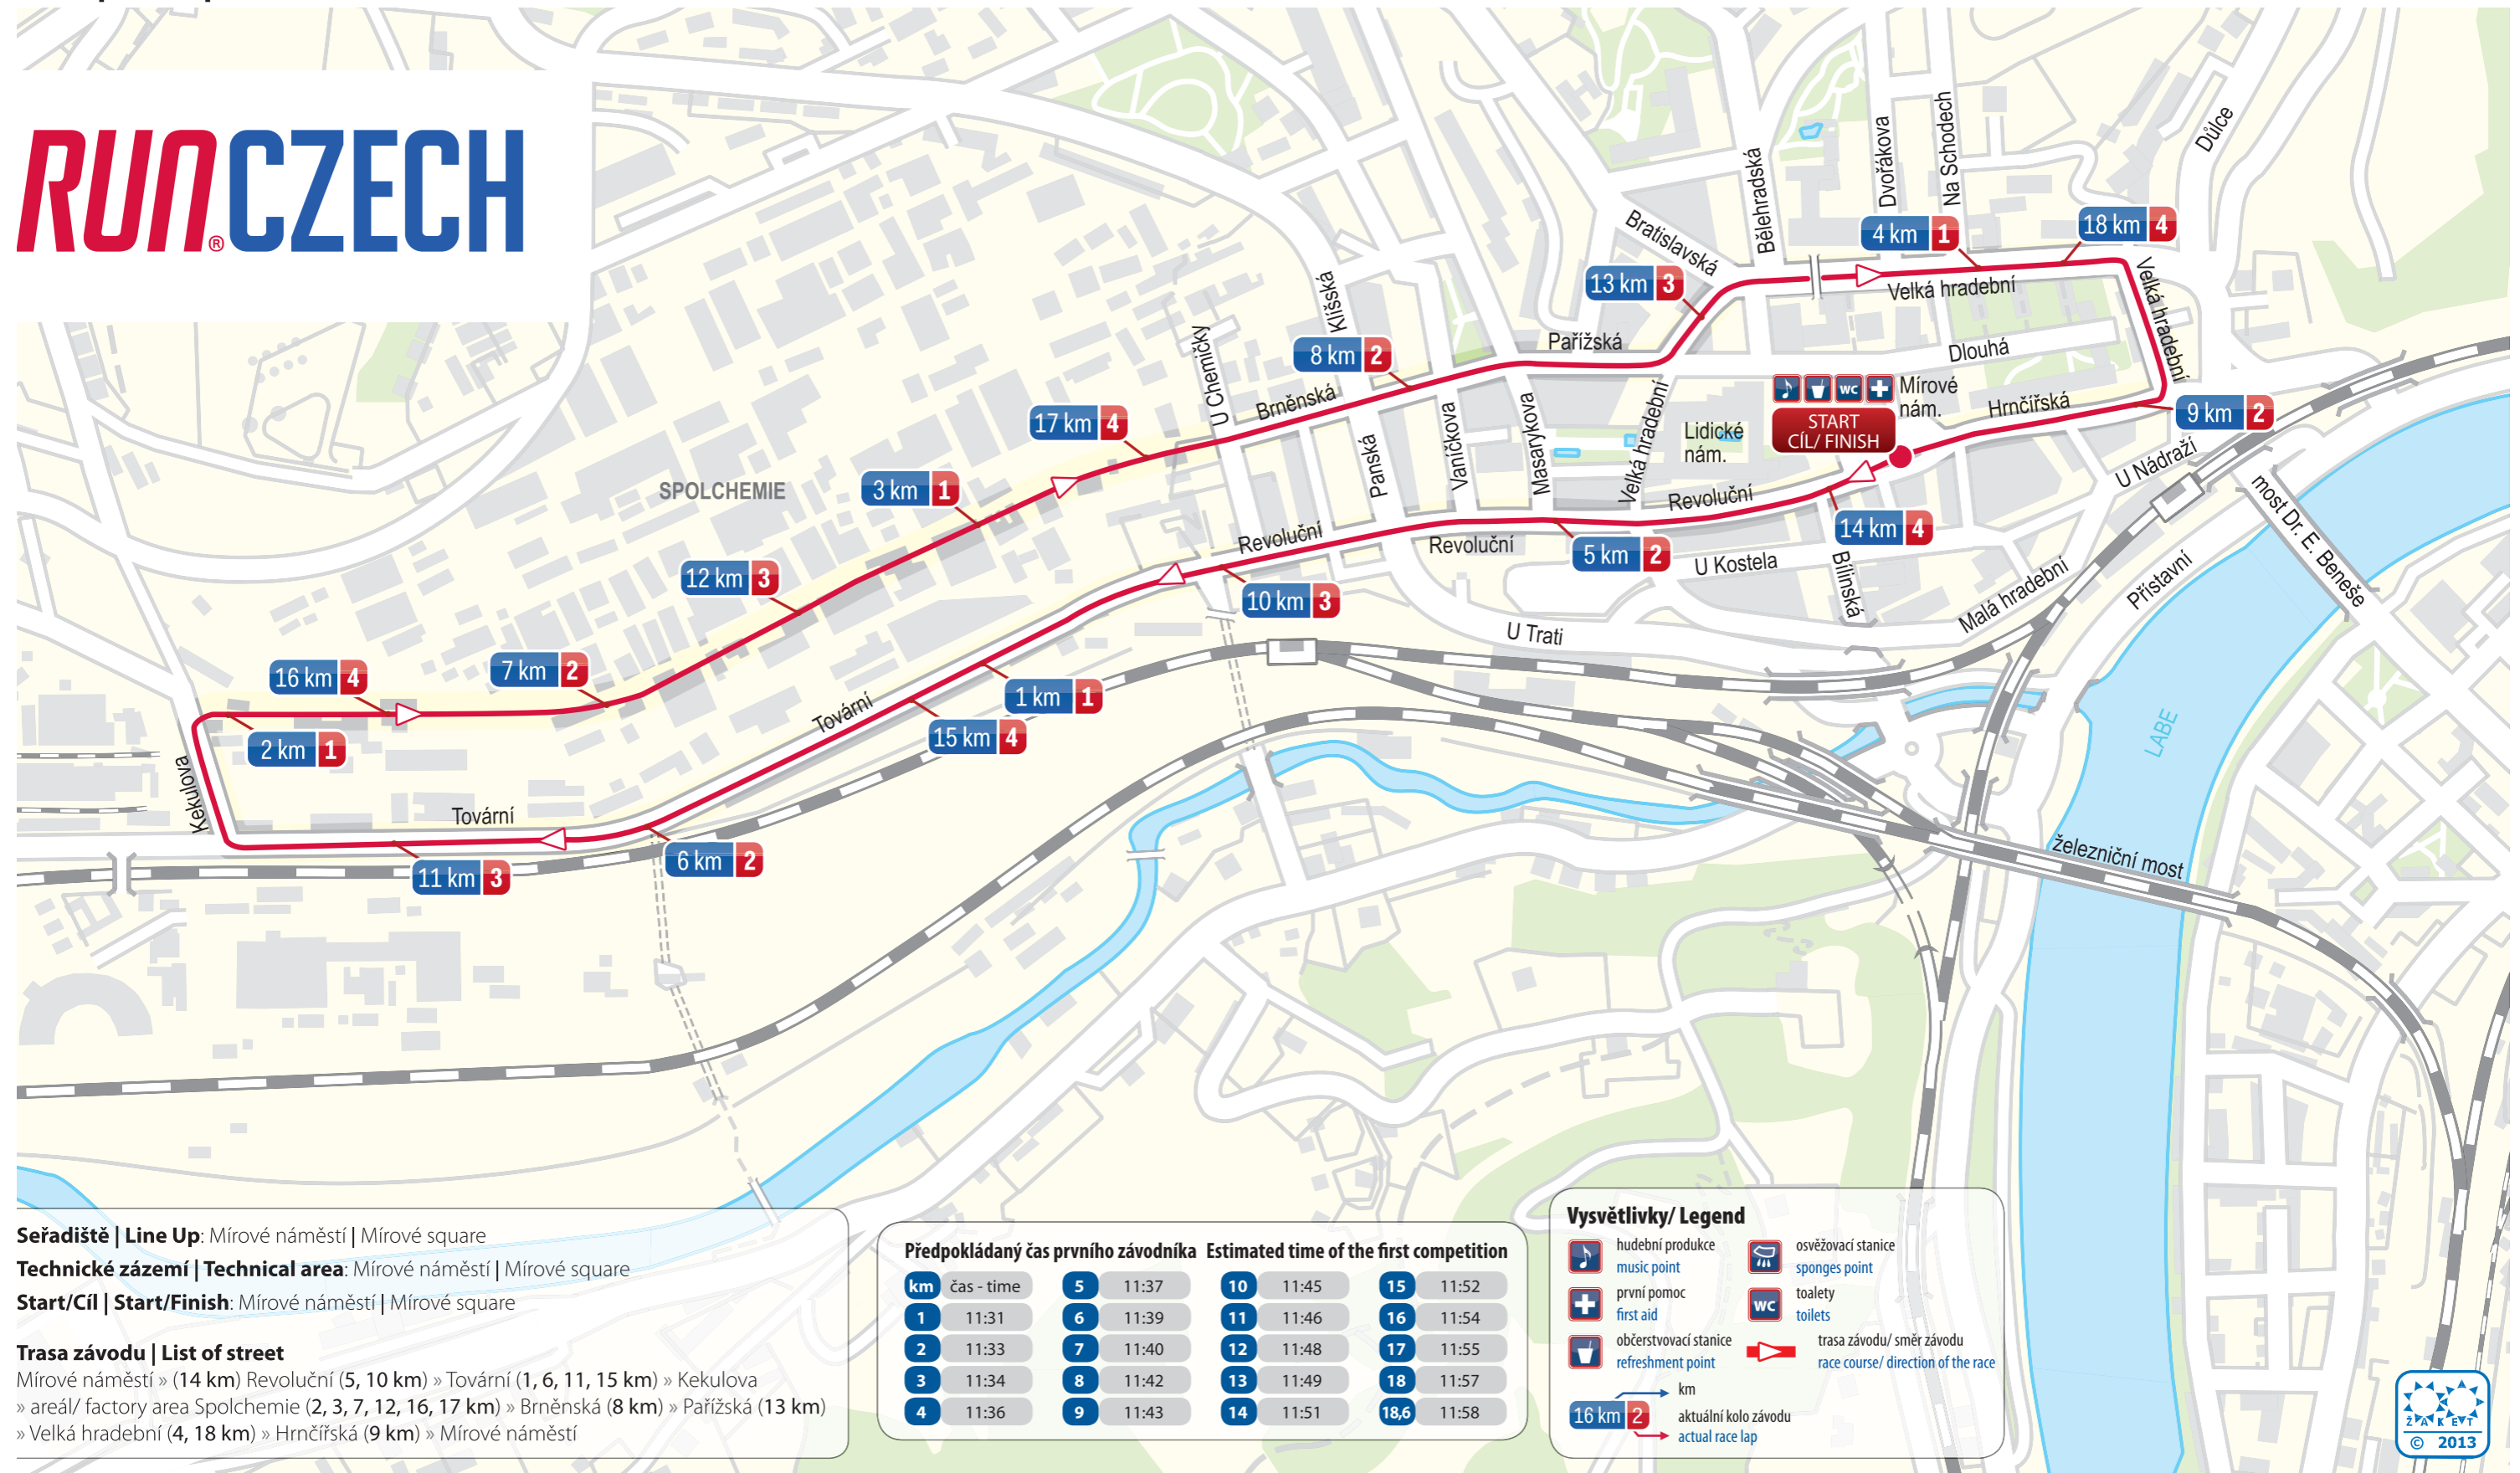 RUN®CZECH
Důlce
Na Schodech
Dvořákova
Bělehradská
Bratislavská
4 km 1
18 km 4
13 km 3
Velká hradební
Velká hradební
Klíšská
Pařížská
Dlouhá
U Chemičky
8 km 2
Brněnská
Mírové
nám.
wc
START
CÍL/ FINISH
Hrnčířská
9 km 2
17 km 4
Panská
Vaníčkova
Masarykova
Velká hradební
Lidické
nám.
U Nádraží
SPOLCHEMIE
3 km 1
Revoluční
most Dr. E. Beneše
14 km 4
Revoluční
Revoluční
5 km 2
U Kostela
Bílinská
12 km 3
10 km 3
Malá hradební
Přístavní
U Trati
16 km 4
7 km 2
1 km 1
Tovární
15 km 4
2 km 1
LABE
Kekulova
Tovární
6 km 2
11 km 3
železniční most
Seřadiště | Line Up: Mírové náměstí | Mírové square
Technické zázemí | Technical area: Mírové náměstí | Mírové square
Start/Cíl | Start/Finish: Mírové náměstí | Mírové square
Trasa závodu | List of street
Mírové náměstí » (14 km) Revoluční (5, 10 km) » Tovární (1, 6, 11, 15 km) » Kekulova
» areál/ factory area Spolchemie (2, 3, 7, 12, 16, 17 km) » Brněnská (8 km) » Pařížská (13 km)
» Velká hradební (4, 18 km) » Hrnčířská (9 km) » Mírové náměstí
Předpokládaný čas prvního závodníka Estimated time of the first competition
km čas - time 5 11:37 10 11:45 15 11:52
1 11:31 6 11:39 11 11:46 16 11:54
2 11:33 7 11:40 12 11:48 17 11:55
3 11:34 8 11:42 13 11:49 18 11:57
4 11:36 9 11:43 14 11:51 18,6 11:58
Vysvětlivky/ Legend
hudební produkce
music point
osvěžovací stanice
sponges point
první pomoc
first aid
wc
toalety
toilets
občerstvovací stanice
refreshment point
trasa závodu/ směr závodu
race course/ direction of the race
km
16 km 2
aktuální kolo závodu
actual race lap
ŽAKET
© 2013